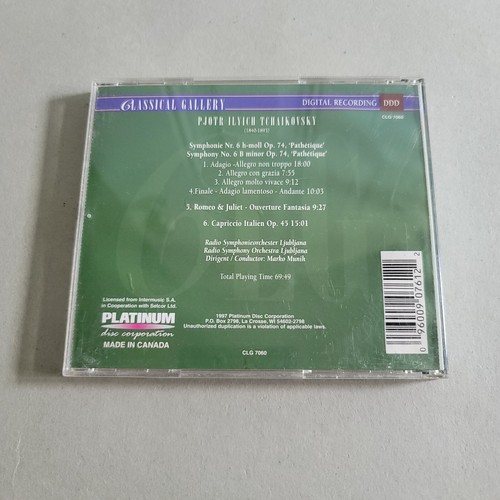 CLASSICAL GALLERY
DIGITAL RECORDING DDD
CLG 7060
PJOTR ILYICH TCHAIKOVSKY
(1840-1893)
Symphonie Nr. 6 h-moll Op. 74, 'Pathétique'
Symphony No. 6 B minor Op. 74, 'Pathetique'
1. Adagio -Allegro non troppo 18:00
2. Allegro con grazia 7:55
3. Allegro molto vivace 9:12
4.Finale - Adagio lamentoso - Andante 10:03
5. Romeo & Juliet - Ouverture Fantasia 9:27
6. Capriccio Italien Op. 45 15:01
Radio Symphonieorchester Ljubljana
Radio Symphony Orchestra Ljubljana
Dirigent / Conductor: Marko Munih
Total Playing Time 69:49
Licensed from Intermusic S.A.
in Cooperation with Selcor Ltd.
PLATINUM
disc corporation
MADE IN CANADA
1997 Platinum Disc Corporation
P.O. Box 2798, La Crosse, WI 54602-2798
Unauthorized duplication is a violation of applicable laws.
CLG 7060
0 96009 07612 2